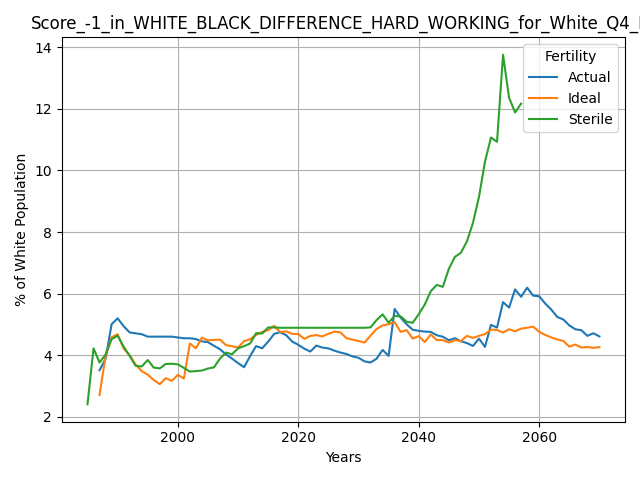 Score_-1_in_WHITE_BLACK_DIFFERENCE_HARD_WORKING_for_White_Q4_
14
12
10
8
6
4
2
% of White Population
Fertility
Actual
Ideal
Sterile
2000
2020
2040
2060
Years